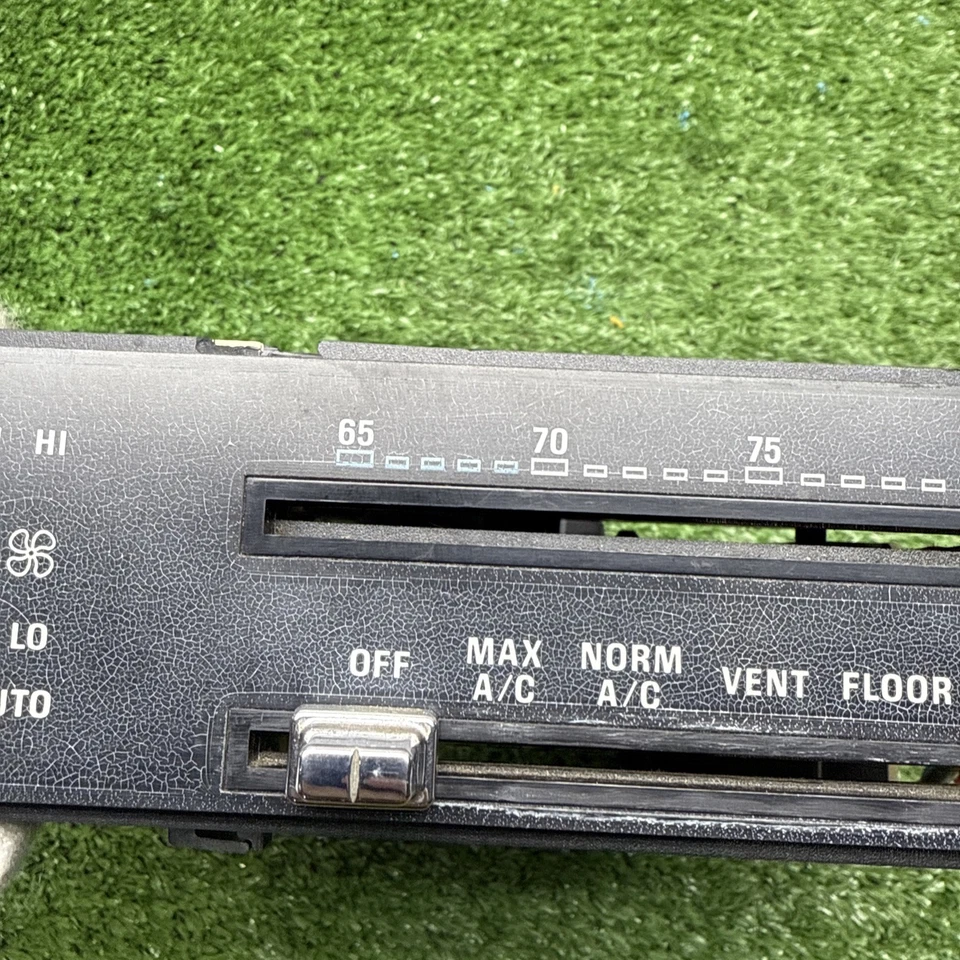 HI
65 70 75
LO
OFF MAX A/C NORM A/C VENT FLOOR
UTO